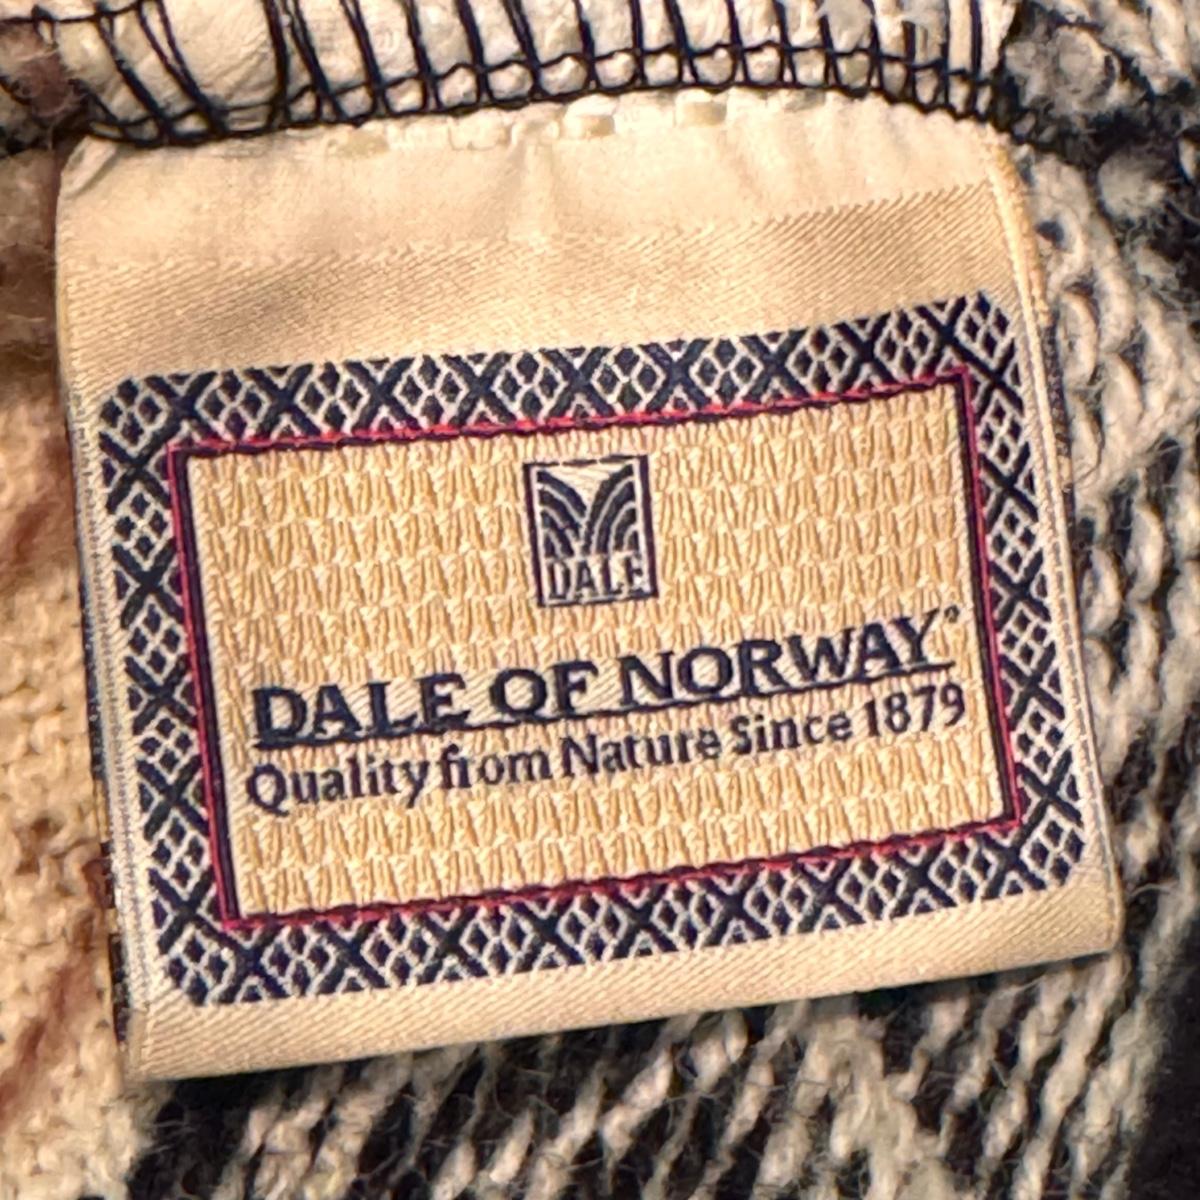 DALE
DALE OF NORWAY®
Quality from Nature Since 1879